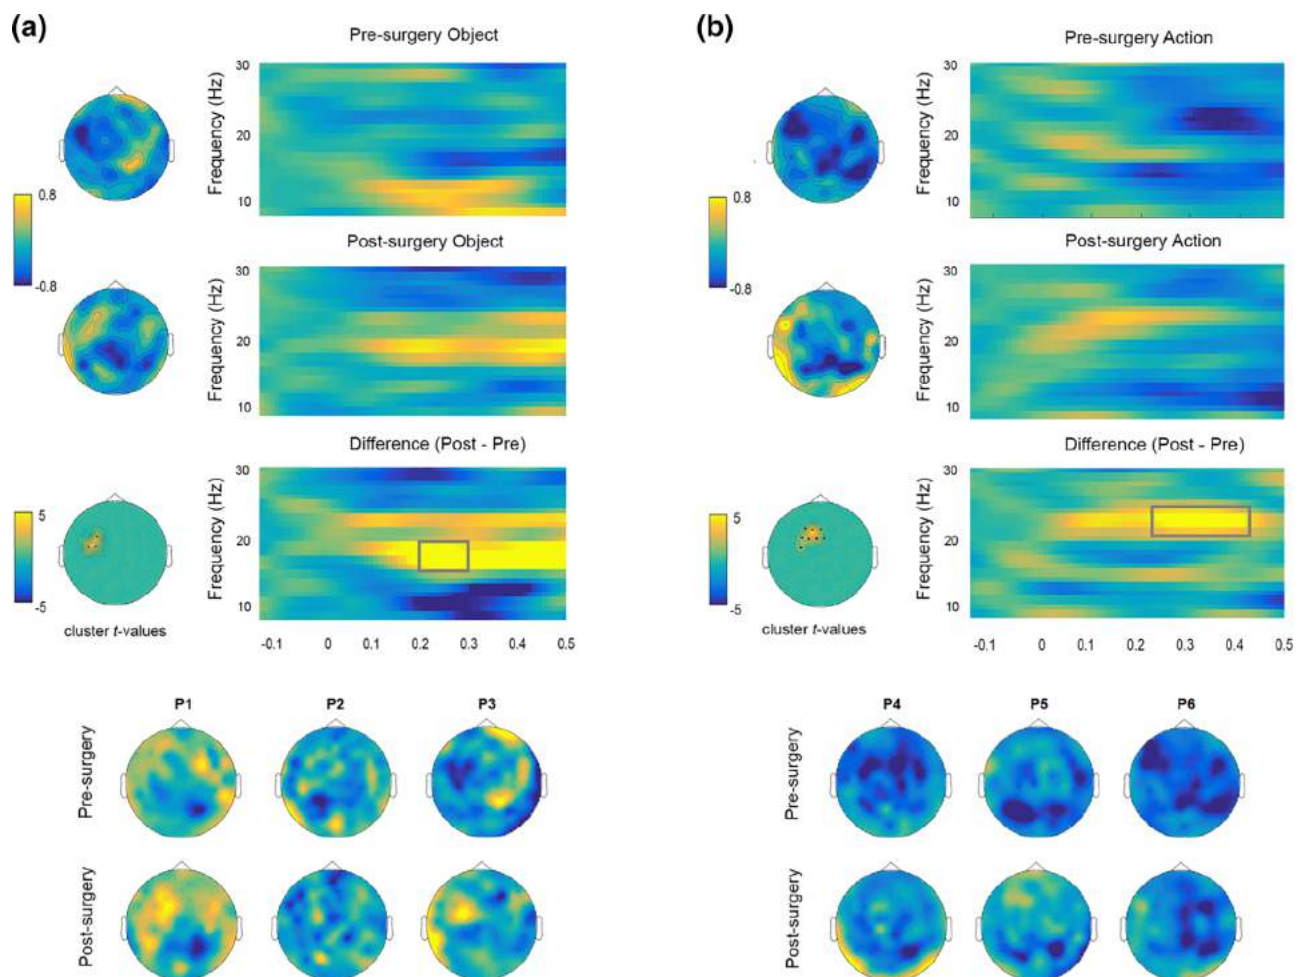 (a)
Pre-surgery Object
Frequency (Hz)
30
20
10
0.8
-0.8
Post-surgery Object
Frequency (Hz)
30
20
10
Difference (Post - Pre)
Frequency (Hz)
30
20
10
5
-5
cluster t-values
-0.1 0 0.1 0.2 0.3 0.5
P1 P2 P3
Pre-surgery
Post-surgery
(b)
Pre-surgery Action
Frequency (Hz)
30
20
10
0.8
-0.8
Post-surgery Action
Frequency (Hz)
30
20
10
Difference (Post - Pre)
Frequency (Hz)
30
20
10
5
-5
cluster t-values
-0.1 0 0.1 0.2 0.3 0.5
P4 P5 P6
Pre-surgery
Post-surgery